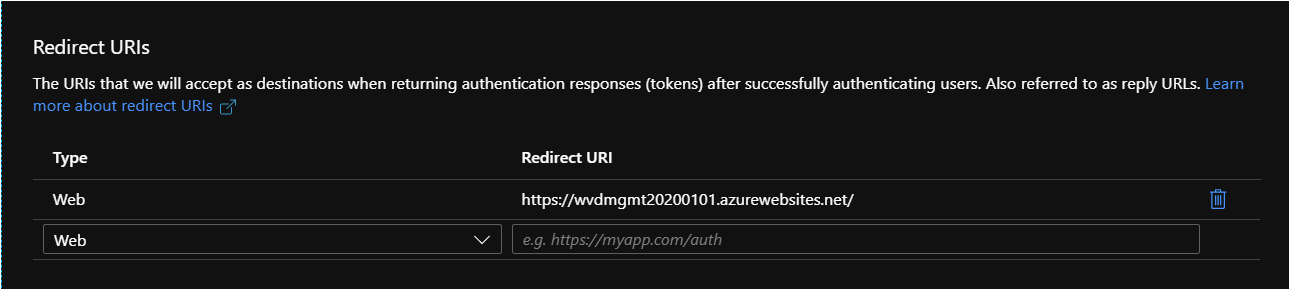 Redirect URIs
The URIs that we will accept as destinations when returning authentication responses (tokens) after successfully authenticating users. Also referred to as reply URLs. Learn
more about redirect URIs
Type Redirect URI
Web https://wvdmgmt20200101.azurewebsites.net/
Web e.g. https://myapp.com/auth